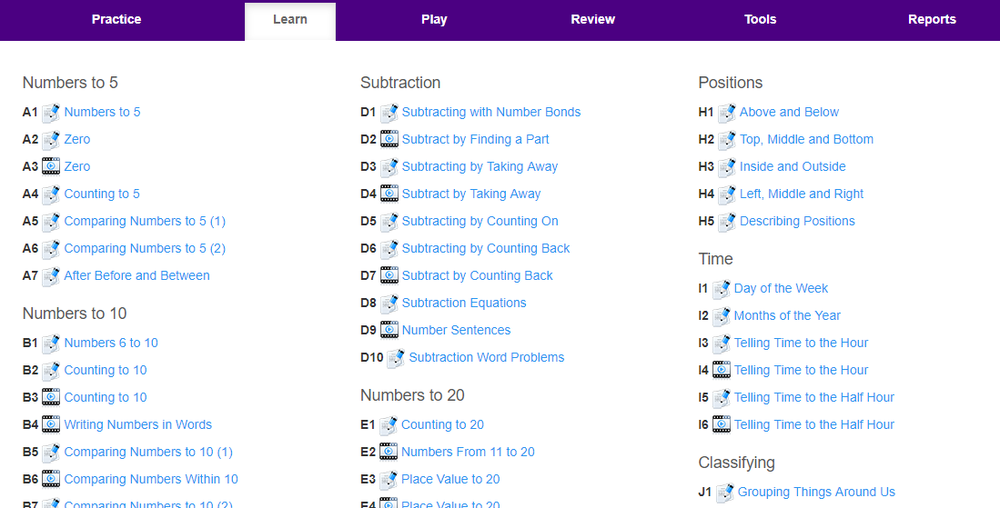 Practice Learn Play Review Tools Reports
Numbers to 5
A1 Numbers to 5
A2 Zero
A3 Zero
A4 Counting to 5
A5 Comparing Numbers to 5 (1)
A6 Comparing Numbers to 5 (2)
A7 After Before and Between
Numbers to 10
B1 Numbers 6 to 10
B2 Counting to 10
B3 Counting to 10
B4 Writing Numbers in Words
B5 Comparing Numbers to 10 (1)
B6 Comparing Numbers Within 10
B7 Comparing Numbers to 10 (2)
Subtraction
D1 Subtracting with Number Bonds
D2 Subtract by Finding a Part
D3 Subtracting by Taking Away
D4 Subtract by Taking Away
D5 Subtracting by Counting On
D6 Subtracting by Counting Back
D7 Subtract by Counting Back
D8 Subtraction Equations
D9 Number Sentences
D10 Subtraction Word Problems
Numbers to 20
E1 Counting to 20
E2 Numbers From 11 to 20
E3 Place Value to 20
E4 Place Value to 20
Positions
H1 Above and Below
H2 Top, Middle and Bottom
H3 Inside and Outside
H4 Left, Middle and Right
H5 Describing Positions
Time
I1 Day of the Week
I2 Months of the Year
I3 Telling Time to the Hour
I4 Telling Time to the Hour
I5 Telling Time to the Half Hour
I6 Telling Time to the Half Hour
Classifying
J1 Grouping Things Around Us